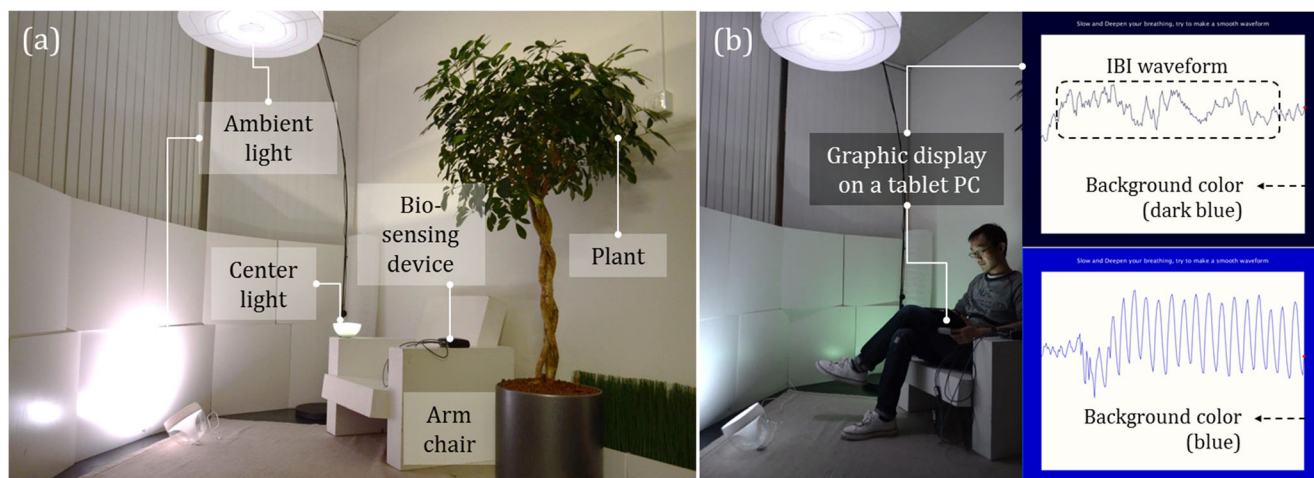 (a)
Ambient
light
Center
light
Bio-
sensing
device
Arm
chair
Plant
(b)
Graphic display
on a tablet PC
Slow and Deepen your breathing, try to make a smooth waveform
IBI waveform
Background color
(dark blue)
Slow and Deepen your breathing, try to make a smooth waveform
Background color
(blue)